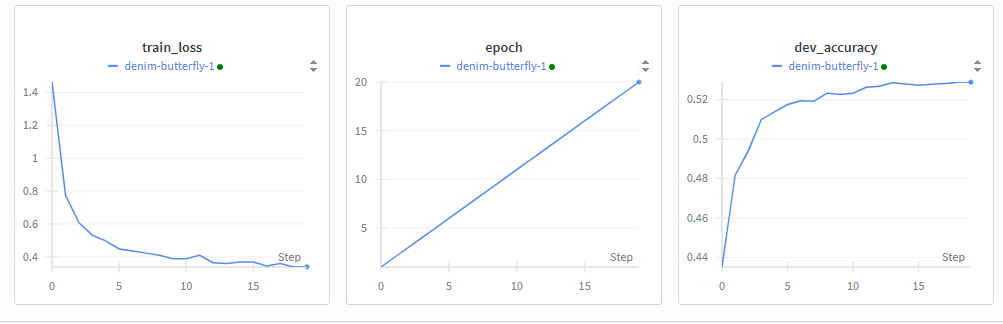 train_loss
denim-butterfly-1
1.4
1.2
1
0.8
0.6
0.4
Step
0 5 10 15
epoch
denim-butterfly-1
20
15
10
5
Step
0 5 10 15
dev_accuracy
denim-butterfly-1
0.52
0.5
0.48
0.46
0.44
Step
0 5 10 15